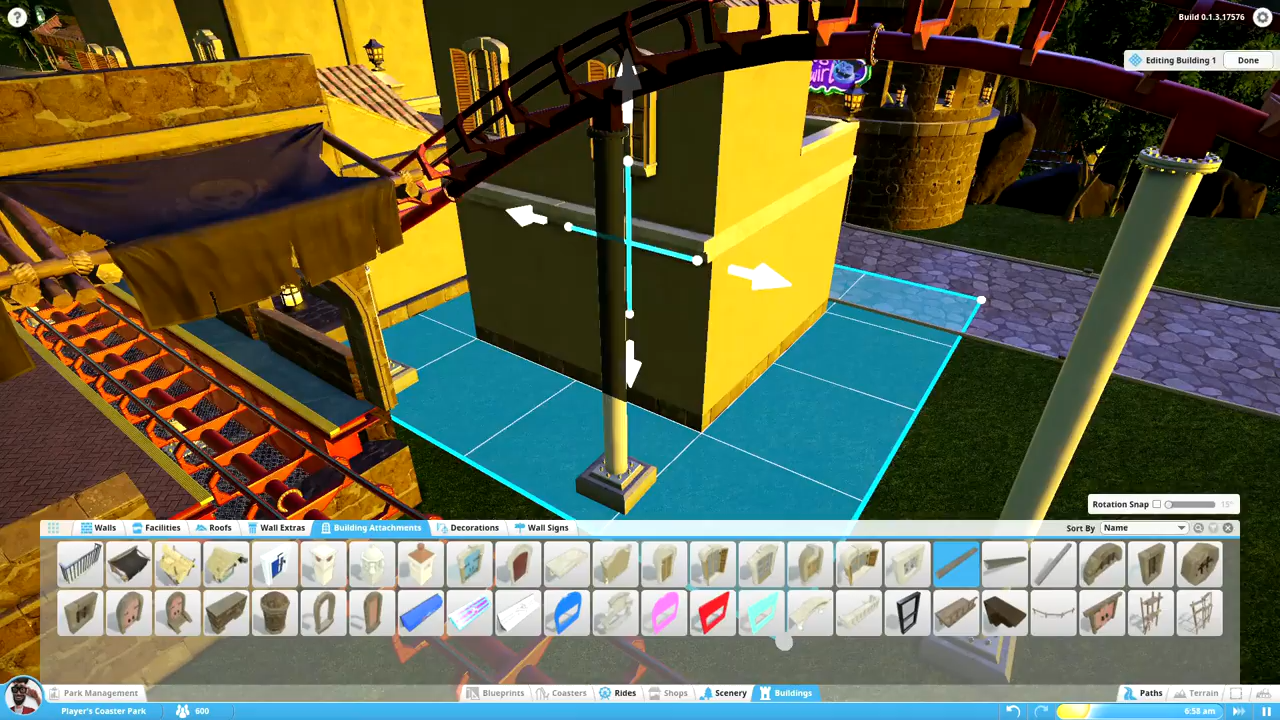 ?
Build 0.1.3.17576
Editing Building 1
Done
wirl
Rotation Snap
15°
Walls
Facilities
Roofs
Wall Extras
Building Attachments
Decorations
Wall Signs
Sort By
Name
Park Management
Blueprints
Coasters
Rides
Shops
Scenery
Buildings
Paths
Terrain
Player's Coaster Park
600
6:58 am